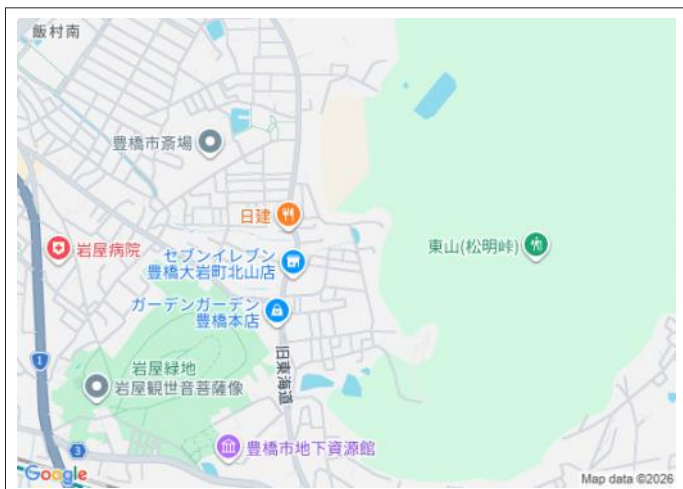 飯村南
豊橋市斎場
日建
岩屋病院
セブンイレブン
豊橋大岩町北山店
東山(松明峠)
ガーデンガーデン
豊橋本店
1
岩屋緑地
岩屋観世音菩薩像
旧東海道
3
豊橋市地下資源館
Google
Map data ©2026